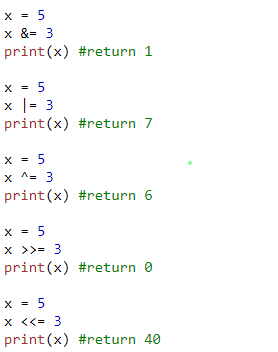 x = 5
x &= 3
print(x) #return 1
x = 5
x |= 3
print(x) #return 7
x = 5
x ^= 3
print(x) #return 6
x = 5
x >>= 3
print(x) #return 0
x = 5
x <<= 3
print(x) #return 40